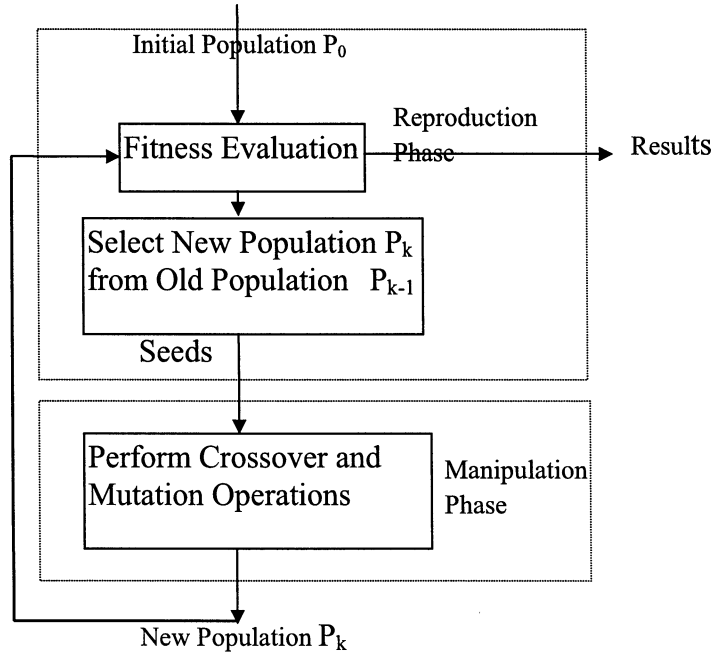 Initial Population P0
Reproduction
Phase
Fitness Evaluation
Results
Select New Population Pk
from Old Population Pk-1
Seeds
Perform Crossover and
Mutation Operations
Manipulation
Phase
New Population Pk